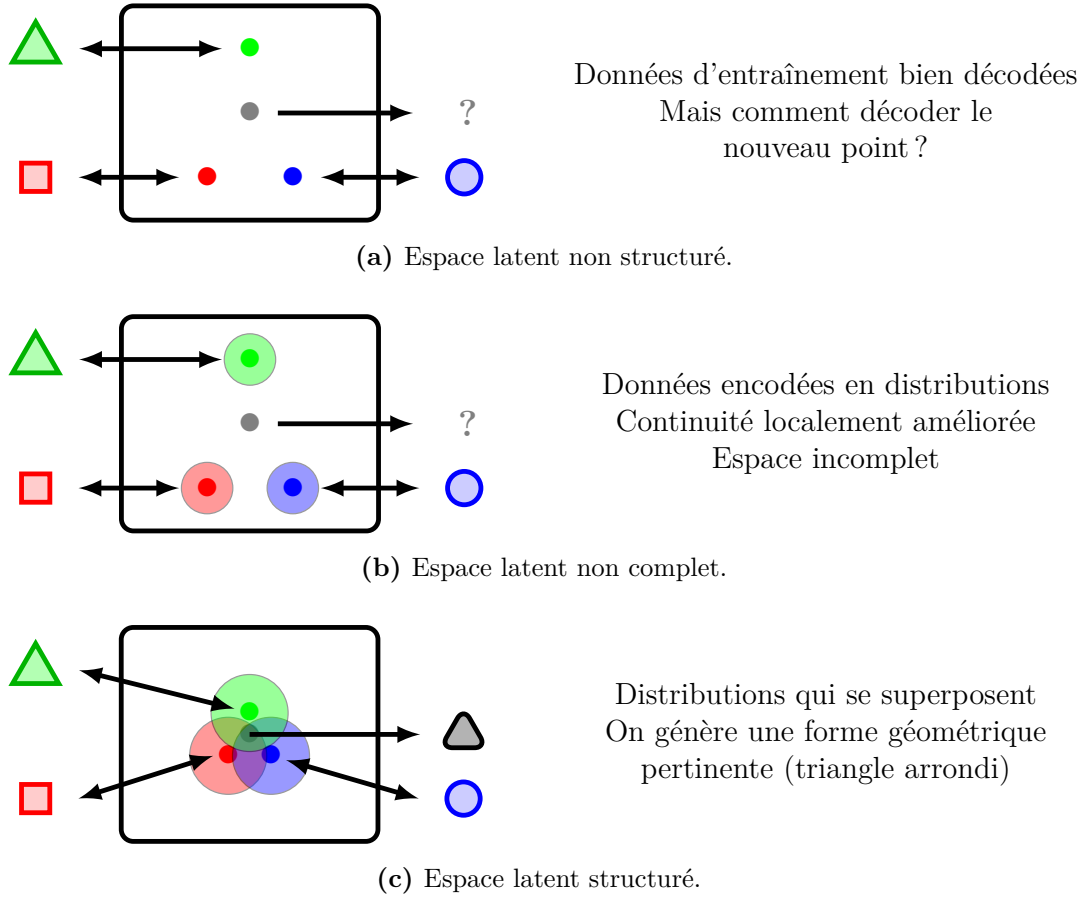 Données d'entraînement bien décodées
Mais comment décoder le
?
nouveau point ?
(a) Espace latent non structuré.
Données encodées en distributions
Continuité localement améliorée
?
Espace incomplet
(b) Espace latent non complet.
Distributions qui se superposent
On génère une forme géométrique
pertinente (triangle arrondi)
(c) Espace latent structuré.